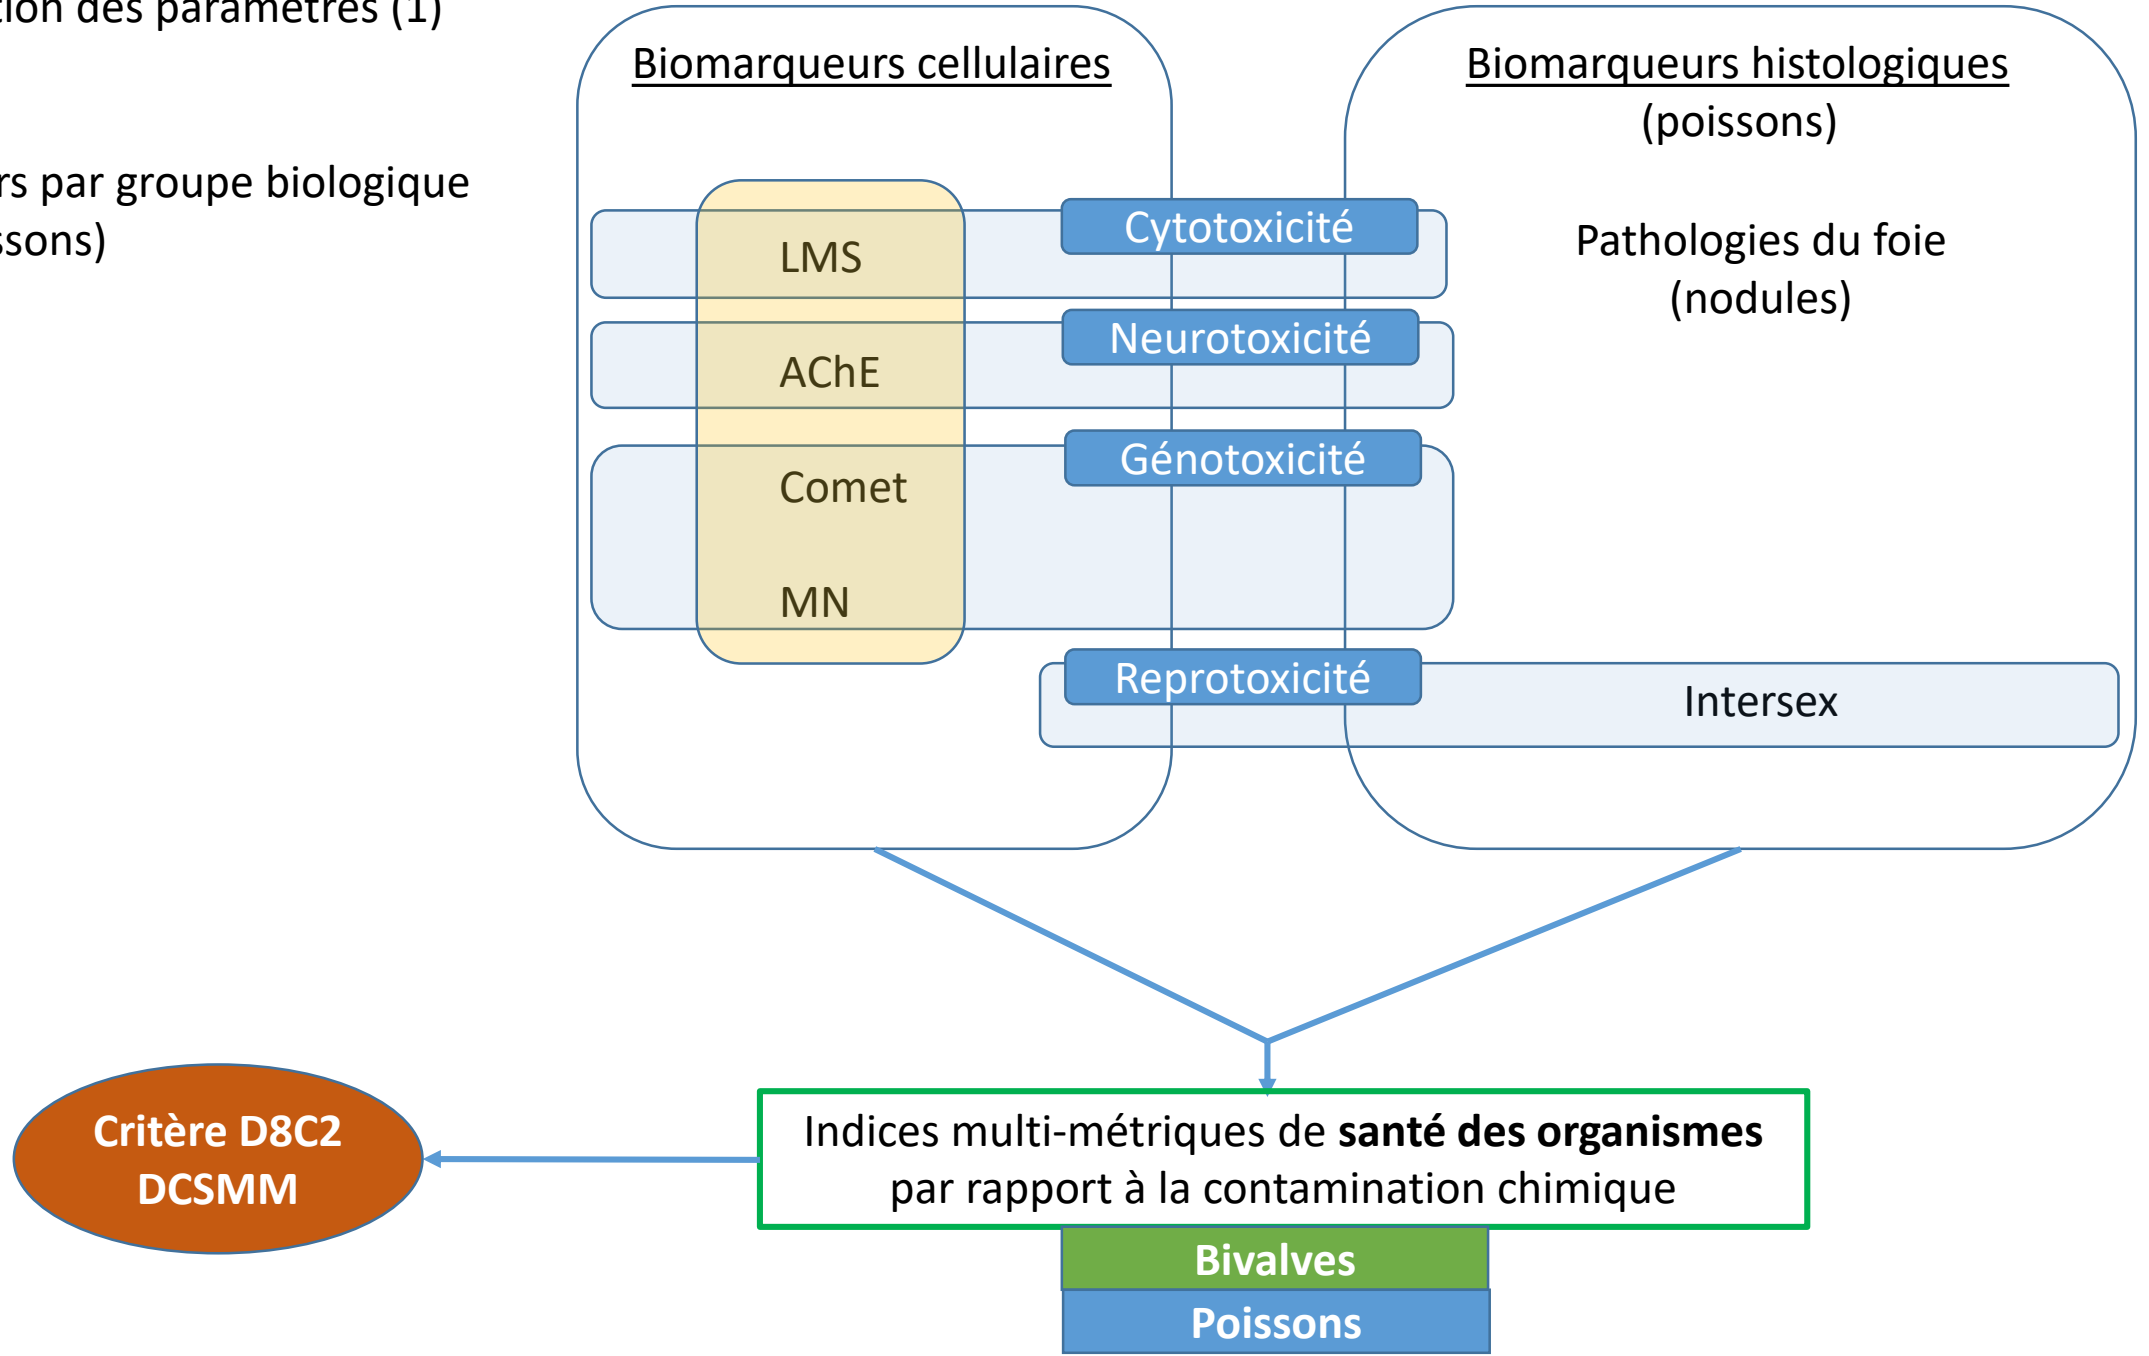 tion des paramètres (1)
rs par groupe biologique
ssons)
Biomarqueurs cellulaires
Biomarqueurs histologiques
(poissons)
LMS
Cytotoxicité
Pathologies du foie
(nodules)
AChE
Neurotoxicité
Comet
Génotoxicité
MN
Reprotoxicité
Intersex
Critère D8C2
DCSMM
Indices multi-métriques de santé des organismes
par rapport à la contamination chimique
Bivalves
Poissons